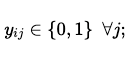 y_{ij} ∈ {0, 1} ∀j;